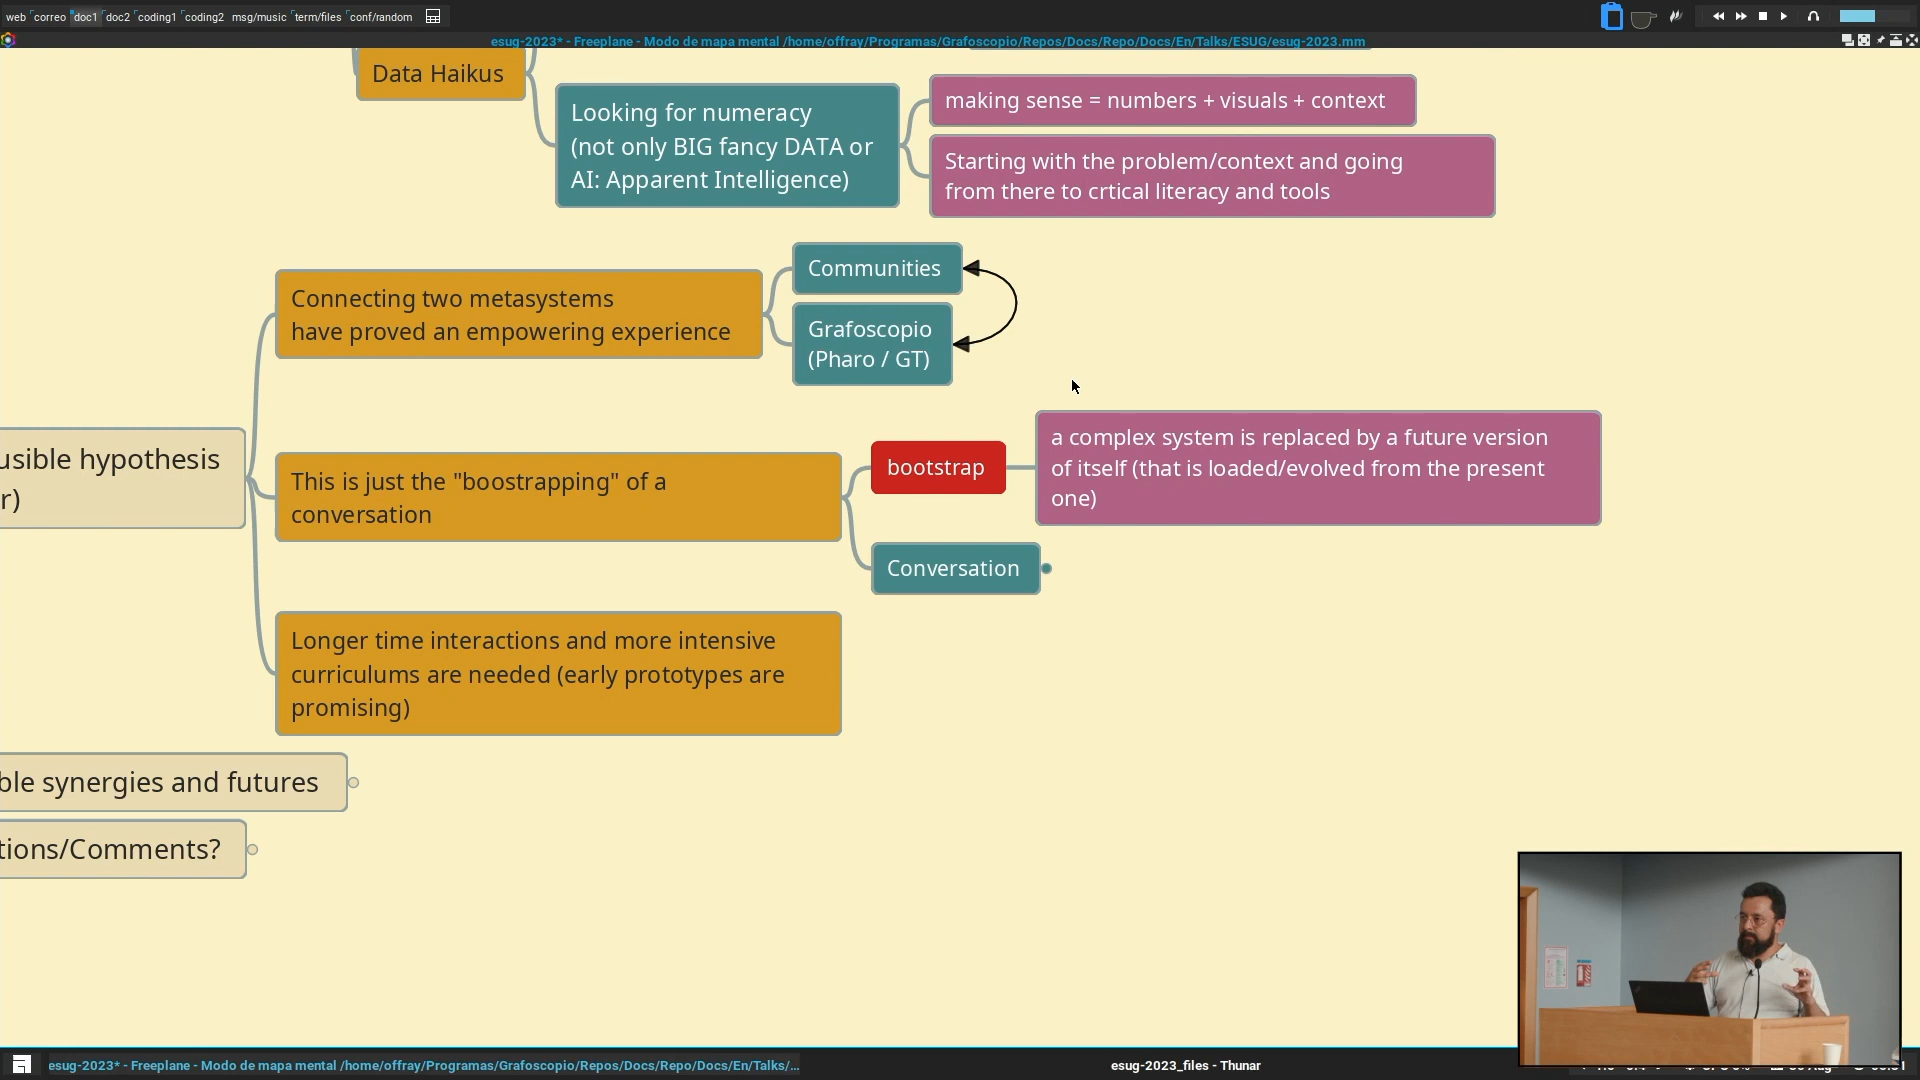 web correo doc1 doc2 coding1 coding2 msg/music term/files conf/random
esug-2023* - Freeplane - Modo de mapa mental /home/offray/Programas/Grafoscopio/Repos/Docs/Repo/Docs/En/Talks/ESUG/esug-2023.mm
Data Haikus
Looking for numeracy
(not only BIG fancy DATA or
AI: Apparent Intelligence)
making sense = numbers + visuals + context
Starting with the problem/context and going
from there to crtical literacy and tools
Connecting two metasystems
have proved an empowering experience
Communities
Grafoscopio
(Pharo / GT)
usible hypothesis
r)
This is just the "boostrapping" of a
conversation
bootstrap
a complex system is replaced by a future version
of itself (that is loaded/evolved from the present
one)
Conversation
Longer time interactions and more intensive
curriculums are needed (early prototypes are
promising)
ble synergies and futures
tions/Comments?
esug-2023* - Freeplane - Modo de mapa mental /home/offray/Programas/Grafoscopio/Repos/Docs/Repo/Docs/En/Talks/...
esug-2023_files - Thunar